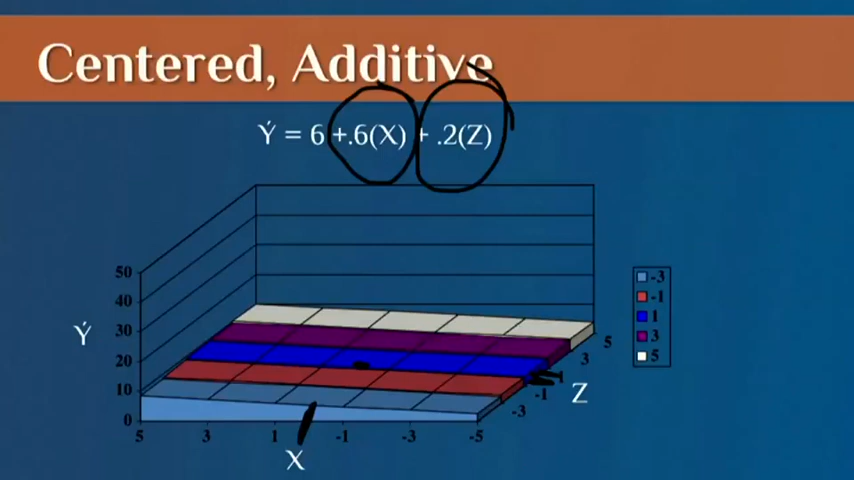 Centered, Additive
Ý = 6 +.6(X) + .2(Z)
50
40
30
20
10
0
Ý
5 3 1 -1 -3 -5
X
-3
-1
1
3
5
Z
-3
-1
1
3
5